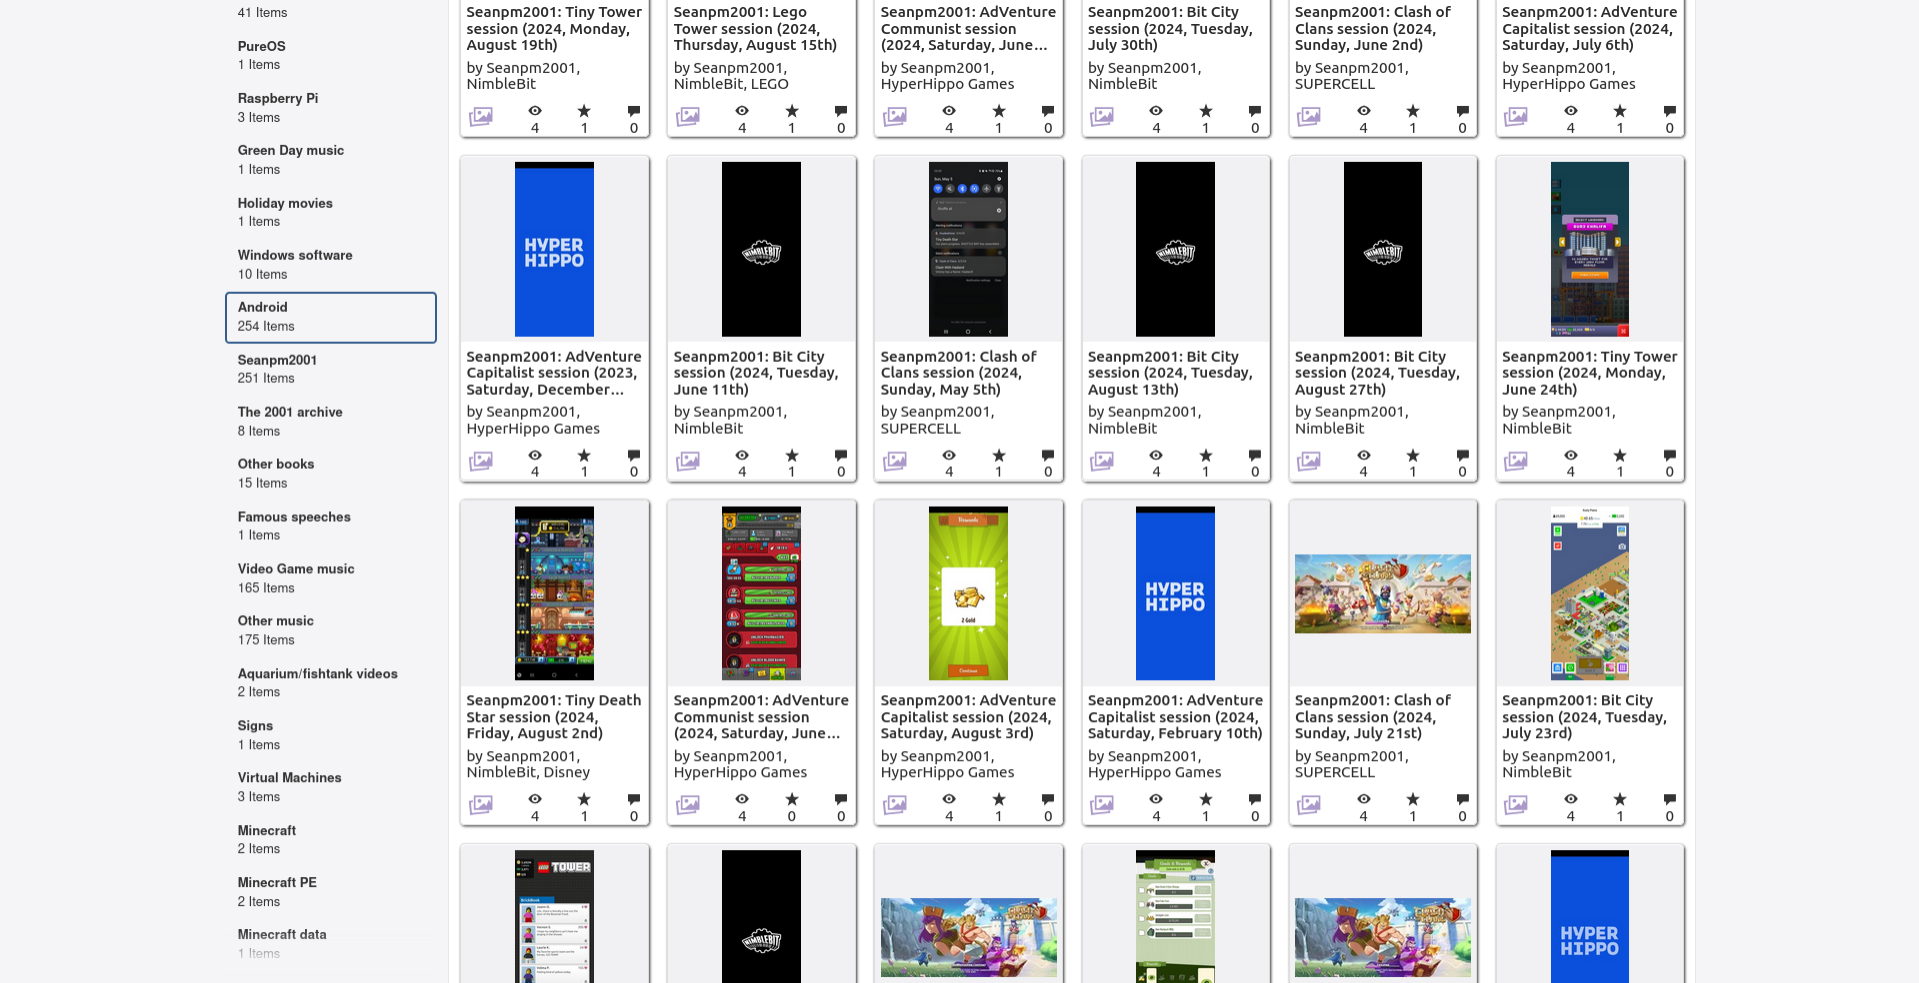 41 Items
PureOS
1 Items
Raspberry Pi
3 Items
Green Day music
1 Items
Holiday movies
1 Items
Windows software
10 Items
Android
254 Items
Seanpm2001
251 Items
The 2001 archive
8 Items
Other books
15 Items
Famous speeches
1 Items
Video Game music
165 Items
Other music
175 Items
Aquarium/fishtank videos
2 Items
Signs
1 Items
Virtual Machines
3 Items
Minecraft
2 Items
Minecraft PE
2 Items
Minecraft data
1 Items
Seanpm2001: Tiny Tower
session (2024, Monday,
August 19th)
by Seanpm2001,
NimbleBit
4 1 0
Seanpm2001: Lego
Tower session (2024,
Thursday, August 15th)
by Seanpm2001,
NimbleBit, LEGO
4 1 0
Seanpm2001: AdVenture
Communist session
(2024, Saturday, June...
by Seanpm2001,
HyperHippo Games
4 1 0
Seanpm2001: Bit City
session (2024, Tuesday,
July 30th)
by Seanpm2001,
NimbleBit
4 1 0
Seanpm2001: Clash of
Clans session (2024,
Sunday, June 2nd)
by Seanpm2001,
SUPERCELL
4 1 0
Seanpm2001: AdVenture
Capitalist session (2024,
Saturday, July 6th)
by Seanpm2001,
HyperHippo Games
4 1 0
HYPER
HIPPO
Seanpm2001: AdVenture
Capitalist session (2023,
Saturday, December...
by Seanpm2001,
HyperHippo Games
4 1 0
NIMBLEBIT
Seanpm2001: Bit City
session (2024, Tuesday,
June 11th)
by Seanpm2001,
NimbleBit
4 1 0
Seanpm2001: Clash of
Clans session (2024,
Sunday, May 5th)
by Seanpm2001,
SUPERCELL
4 1 0
NIMBLEBIT
Seanpm2001: Bit City
session (2024, Tuesday,
August 13th)
by Seanpm2001,
NimbleBit
4 1 0
NIMBLEBIT
Seanpm2001: Bit City
session (2024, Tuesday,
August 27th)
by Seanpm2001,
NimbleBit
4 1 0
Seanpm2001: Tiny Tower
session (2024, Monday,
June 24th)
by Seanpm2001,
NimbleBit
4 1 0
Seanpm2001: Tiny Death
Star session (2024,
Friday, August 2nd)
by Seanpm2001,
NimbleBit, Disney
4 1 0
Seanpm2001: AdVenture
Communist session
(2024, Saturday, June...
by Seanpm2001,
HyperHippo Games
4 0 0
Rewards
2 Gold
Continue
Seanpm2001: AdVenture
Capitalist session (2024,
Saturday, August 3rd)
by Seanpm2001,
HyperHippo Games
4 1 0
HYPER
HIPPO
Seanpm2001: AdVenture
Capitalist session (2024,
Saturday, February 10th)
by Seanpm2001,
HyperHippo Games
4 1 0
Seanpm2001: Clash of
Clans session (2024,
Sunday, July 21st)
by Seanpm2001,
SUPERCELL
4 1 0
Seanpm2001: Bit City
session (2024, Tuesday,
July 23rd)
by Seanpm2001,
NimbleBit
4 1 0
LEGO TOWER
NIMBLEBIT
HYPER
HIPPO